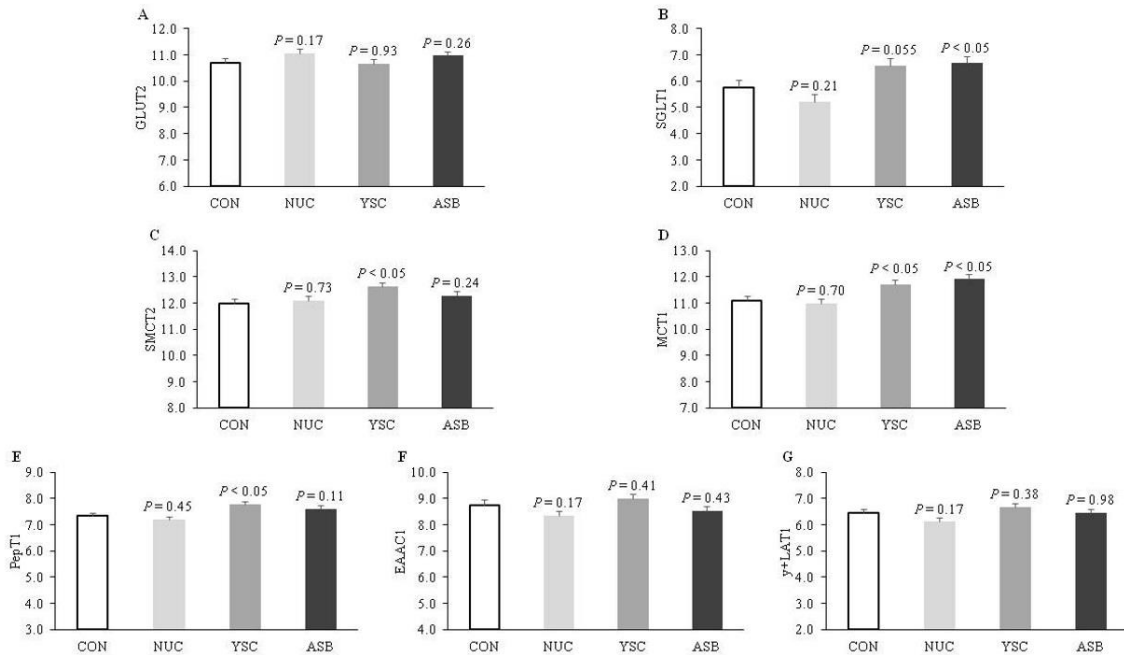 A
GLUT2
12.0
11.0
10.0
9.0
8.0
7.0
6.0
P = 0.17
P = 0.93
P = 0.26
CON NUC YSC ASB
B
SGLT1
7.0
6.0
5.0
4.0
3.0
2.0
P = 0.21
P = 0.055
P < 0.05
CON NUC YSC ASB
C
SMCT2
14.0
13.0
12.0
11.0
10.0
9.0
8.0
P = 0.73
P < 0.05
P = 0.24
CON NUC YSC ASB
D
MCT1
13.0
12.0
11.0
10.0
9.0
8.0
7.0
P = 0.70
P < 0.05
P < 0.05
CON NUC YSC ASB
E
PepT1
9.0
8.0
7.0
6.0
5.0
4.0
3.0
P = 0.45
P < 0.05
P = 0.11
CON NUC YSC ASB
F
EAAC1
10.0
9.0
8.0
7.0
6.0
5.0
4.0
P = 0.17
P = 0.41
P = 0.43
CON NUC YSC ASB
G
y+LAT1
8.0
7.0
6.0
5.0
4.0
3.0
2.0
P = 0.17
P = 0.38
P = 0.98
CON NUC YSC ASB